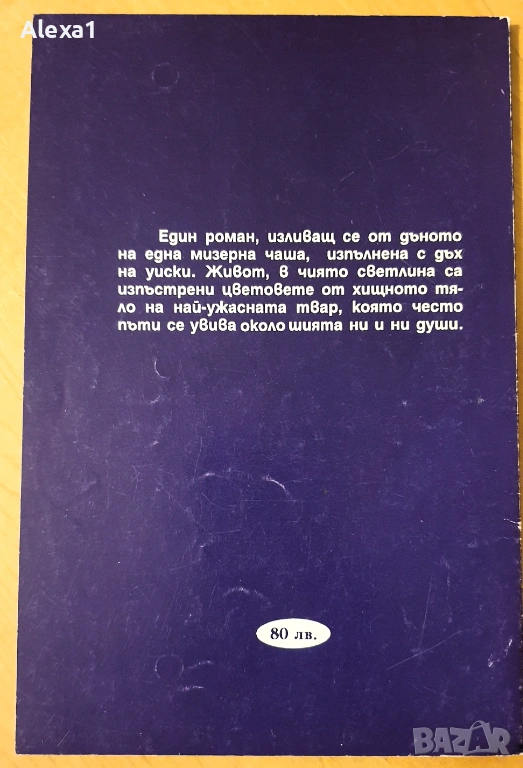 Alexa1
Един роман, изливащ се от дъното
на една мизерна чаша, изпълнена с дъх
на уиски. Живот, в чиято светлина са
изпъстрени цветовете от хищното тя-
ло на най-ужасната твар, която често
пъти се увива около шията ни и ни души.
80 лв.
BAZAR